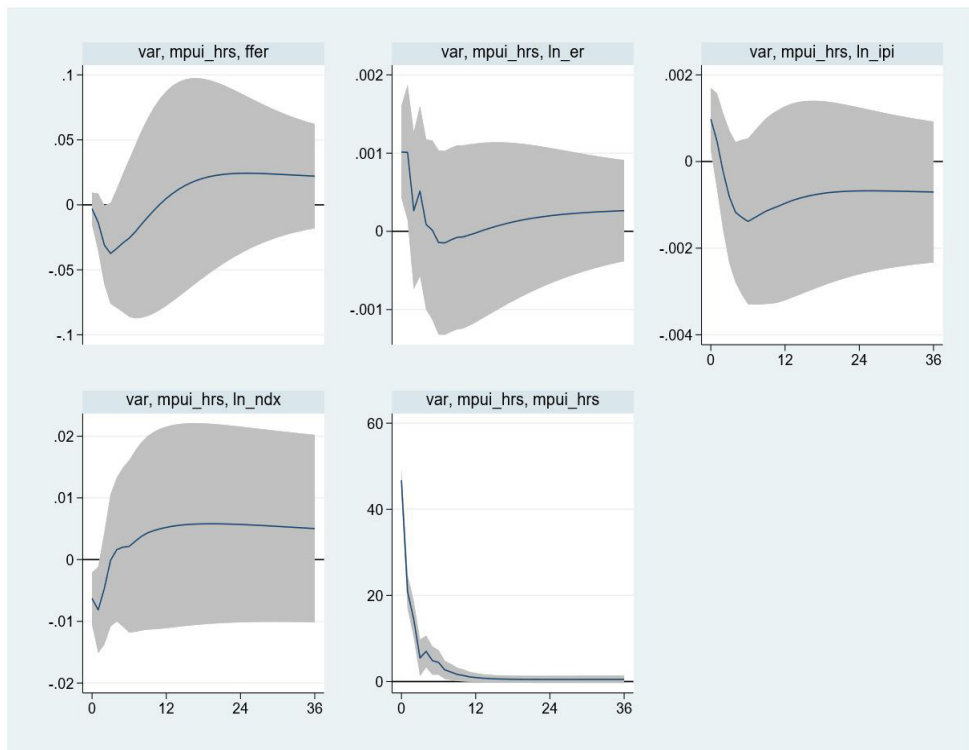 var, mpui_hrs, ffer
.1
.05
0
-.05
-.1
var, mpui_hrs, ln_er
.002
.001
0
-.001
var, mpui_hrs, ln_ipi
.002
0
-.002
-.004
0 12 24 36
var, mpui_hrs, ln_ndx
.02
.01
0
-.01
-.02
0 12 24 36
var, mpui_hrs, mpui_hrs
60
40
20
0
0 12 24 36